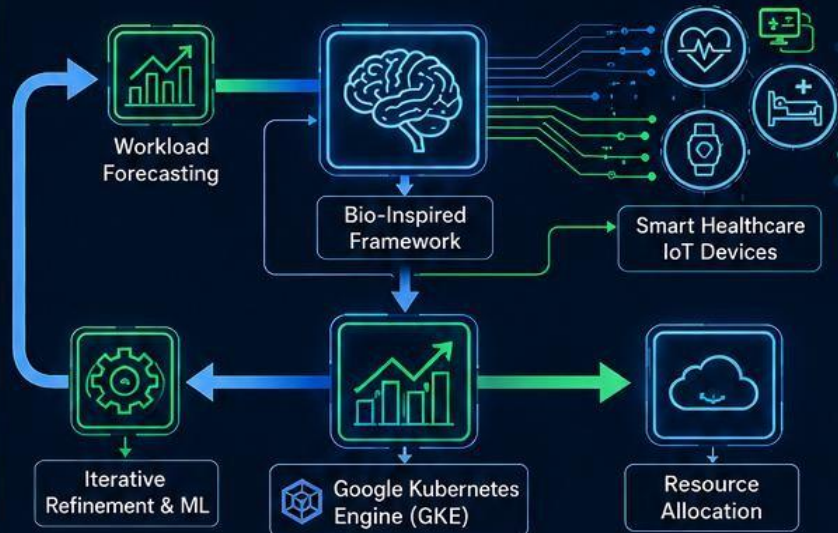 Workload
Forecasting
Bio-Inspired
Framework
Smart Healthcare
IoT Devices
Iterative
Refinement & ML
Google Kubernetes
Engine (GKE)
Resource
Allocation